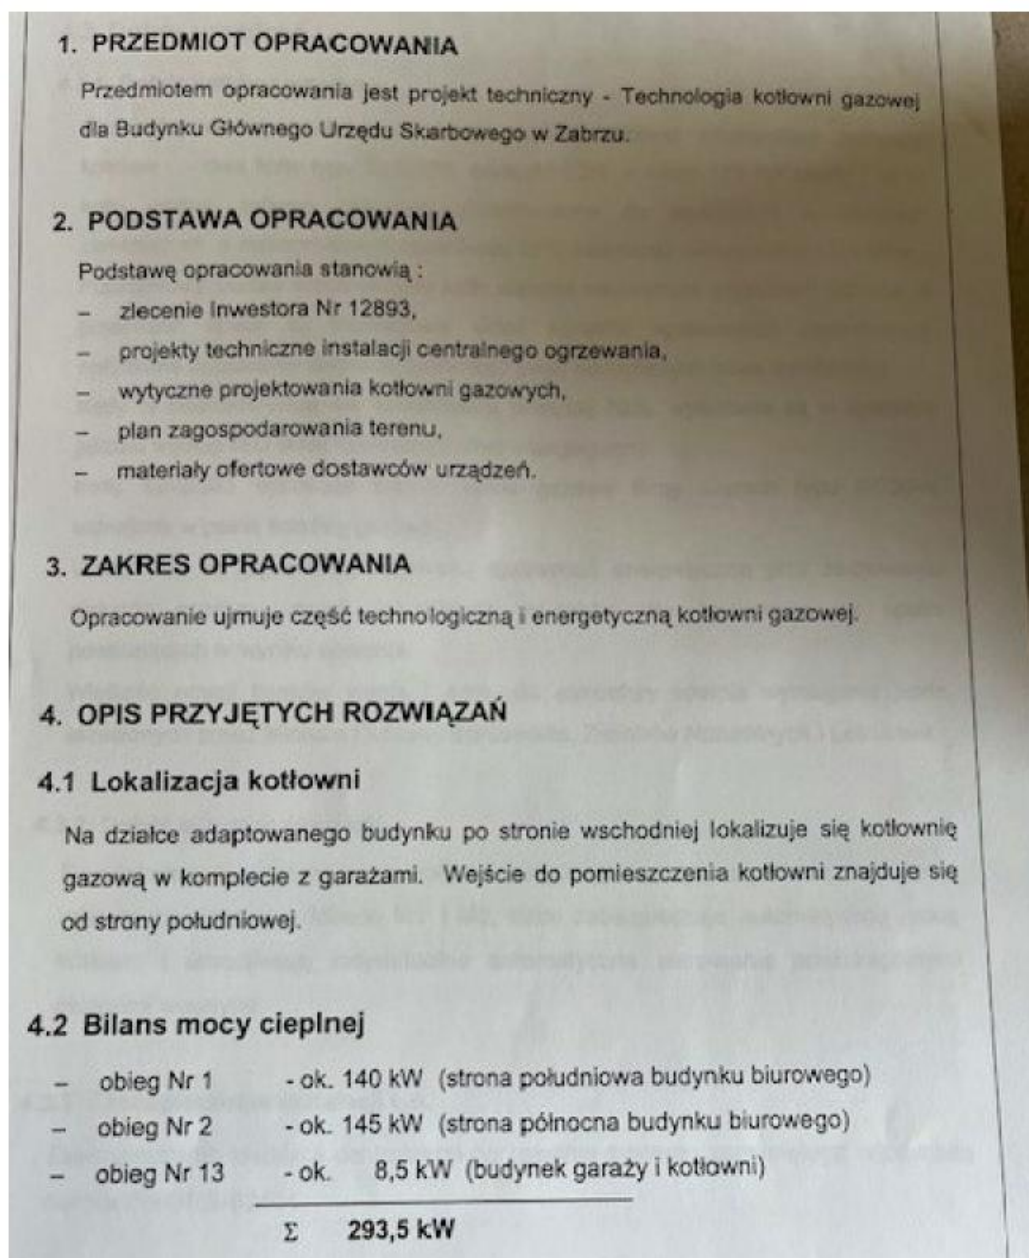 1. PRZEDMIOT OPRACOWANIA
Przedmiotem opracowania jest projekt techniczny - Technologia kotłowni gazowej
dla Budynku Głównego Urzędu Skarbowego w Zabrzu.
2. PODSTAWA OPRACOWANIA
Podstawę opracowania stanowią :
– zlecenie Inwestora Nr 12893,
– projekty techniczne instalacji centralnego ogrzewania,
– wytyczne projektowania kotłowni gazowych,
– plan zagospodarowania terenu,
– materiały ofertowe dostawców urządzeń.
3. ZAKRES OPRACOWANIA
Opracowanie ujmuje część technologiczną i energetyczną kotłowni gazowej.
4. OPIS PRZYJĘTYCH ROZWIĄZAŃ
4.1 Lokalizacja kotłowni
Na działce adaptowanego budynku po stronie wschodniej lokalizuje się kotłownię
gazową w komplecie z garażami. Wejście do pomieszczenia kotłowni znajduje się
od strony południowej.
4.2 Bilans mocy cieplnej
– obieg Nr 1 - ok. 140 kW (strona południowa budynku biurowego)
– obieg Nr 2 - ok. 145 kW (strona północna budynku biurowego)
– obieg Nr 13 - ok. 8,5 kW (budynek garaży i kotłowni)
Σ 293,5 kW